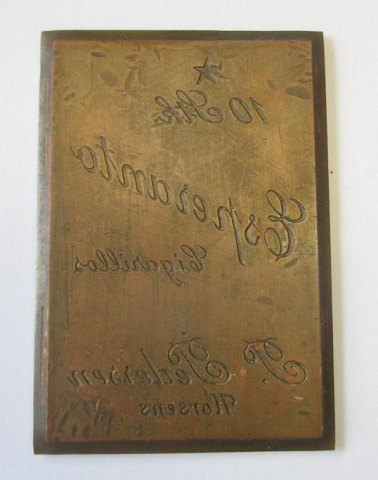 10 Stk.
Esperanto
Cigarillos
P. Pedersen
Horsens